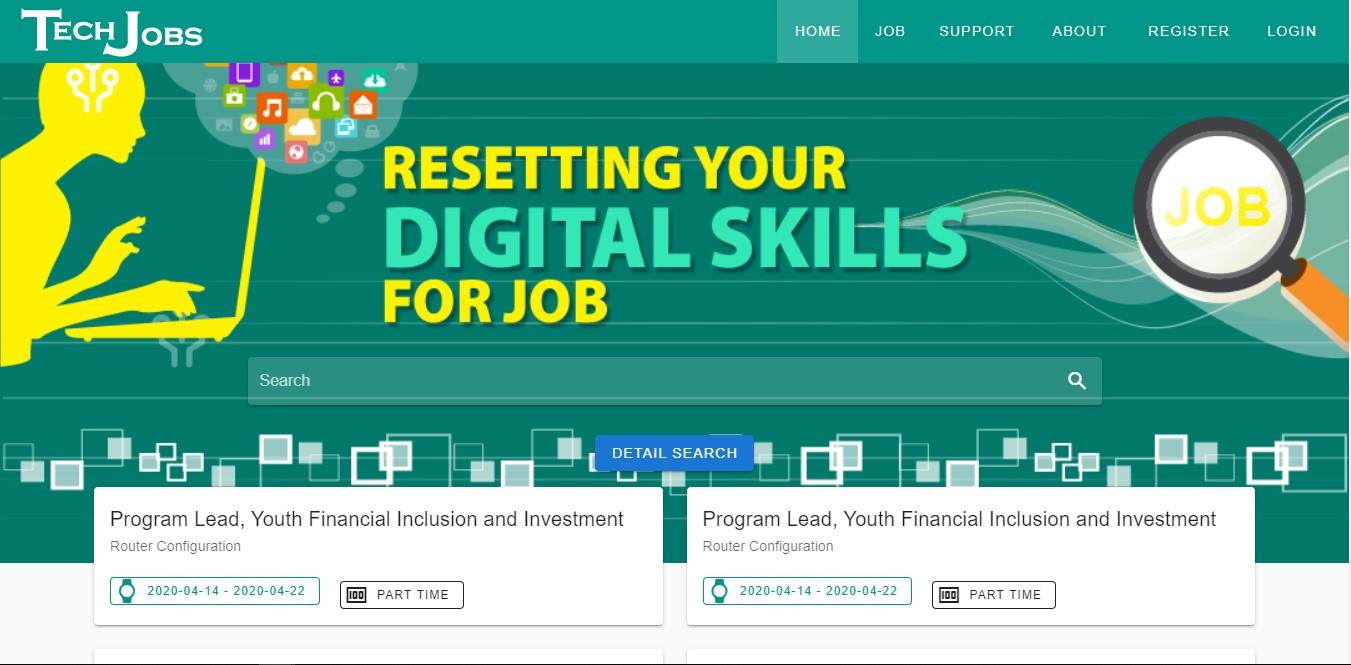 TECHJOBS
HOME JOB SUPPORT ABOUT REGISTER LOGIN
RESETTING YOUR
DIGITAL SKILLS
FOR JOB
JOB
Search
DETAIL SEARCH
Program Lead, Youth Financial Inclusion and Investment
Router Configuration
2020-04-14 - 2020-04-22
PART TIME
Program Lead, Youth Financial Inclusion and Investment
Router Configuration
2020-04-14 - 2020-04-22
PART TIME